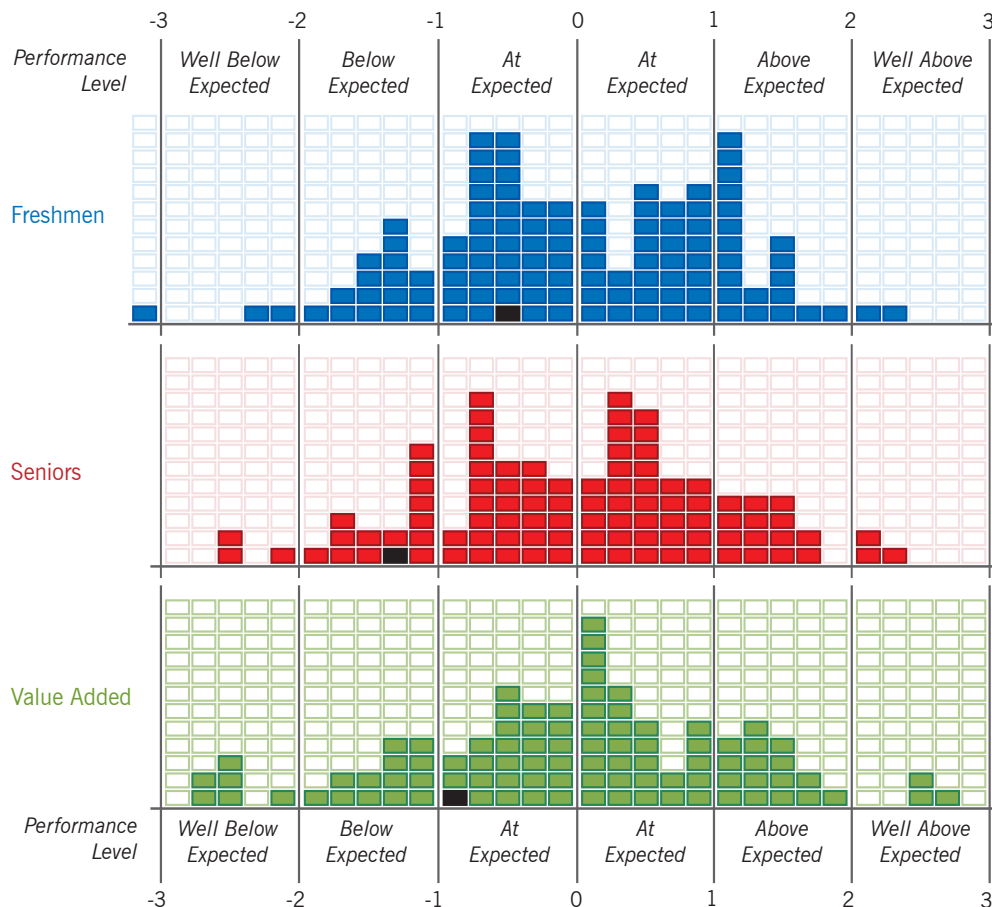 -3 -2 -1 0 1 2 3
Performance Well Below Below At At Above Well Above
Level Expected Expected Expected Expected Expected Expected
Freshmen
Seniors
Value Added
Performance Well Below Below At At Above Well Above
Level Expected Expected Expected Expected Expected Expected
-3 -2 -1 0 1 2 3